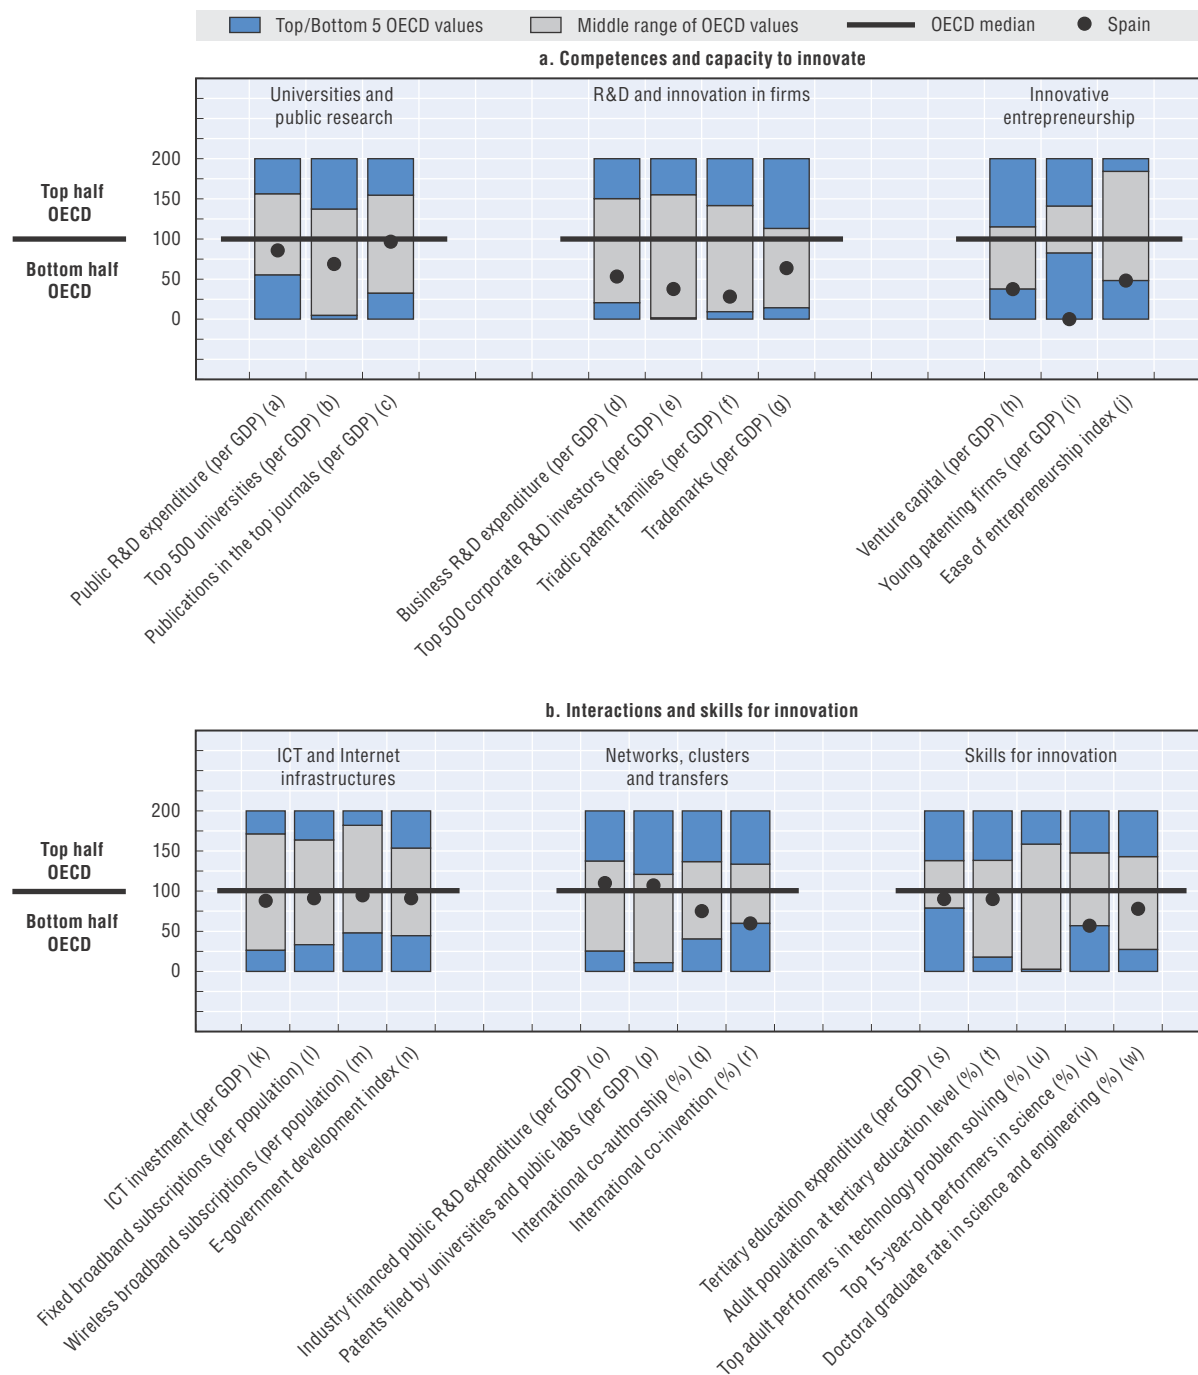 Top/Bottom 5 OECD values
Middle range of OECD values
OECD median
Spain
a. Competences and capacity to innovate
Universities and
public research
R&D and innovation in firms
Innovative
entrepreneurship
200
150
100
50
0
Top half
OECD
Bottom half
OECD
Public R&D expenditure (per GDP) (a)
Top 500 universities (per GDP) (b)
Publications in the top journals (per GDP) (c)
Business R&D expenditure (per GDP) (d)
Top 500 corporate R&D investors (per GDP) (e)
Triadic patent families (per GDP) (f)
Trademarks (per GDP) (g)
Venture capital (per GDP) (h)
Young patenting firms (per GDP) (i)
Ease of entrepreneurship index (j)
b. Interactions and skills for innovation
ICT and Internet
infrastructures
Networks, clusters
and transfers
Skills for innovation
200
150
100
50
0
Top half
OECD
Bottom half
OECD
ICT investment (per GDP) (k)
Fixed broadband subscriptions (per population) (l)
Wireless broadband subscriptions (per population) (m)
E-government development index (n)
Industry financed public R&D expenditure (per GDP) (o)
Patents filed by universities and public labs (per GDP) (p)
International co-authorship (%) (q)
International co-invention (%) (r)
Tertiary education expenditure (per GDP) (s)
Adult population at tertiary education level (%) (t)
Top adult performers in technology problem solving (%) (u)
Top 15-year-old performers in science (%) (v)
Doctoral graduate rate in science and engineering (%) (w)